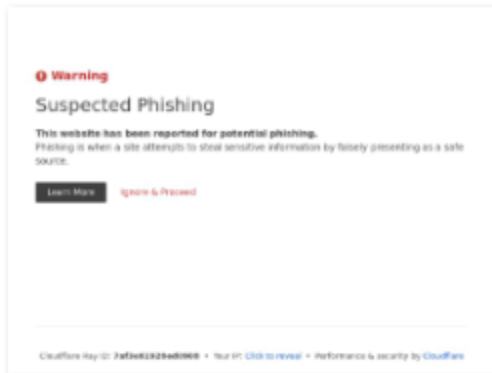 Warning
Suspected Phishing
This website has been reported for potential phishing.
Phishing is when a site attempts to steal sensitive information by falsely presenting as a safe
source.
Learn More Ignore & Proceed
Cloudflare Ray ID: • Your IP: Click to reveal • Performance & security by Cloudflare